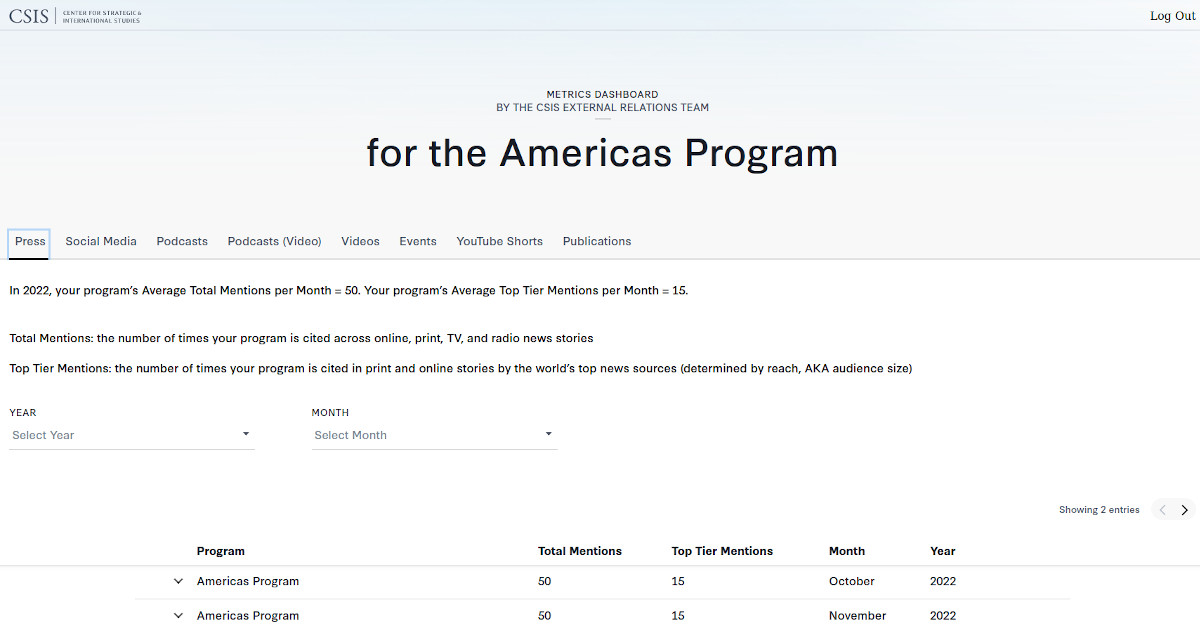 CSIS
CENTER FOR STRATEGIC &
INTERNATIONAL STUDIES
Log Out
METRICS DASHBOARD
BY THE CSIS EXTERNAL RELATIONS TEAM
for the Americas Program
Press Social Media Podcasts Podcasts (Video) Videos Events YouTube Shorts Publications
In 2022, your program’s Average Total Mentions per Month = 50. Your program’s Average Top Tier Mentions per Month = 15.
Total Mentions: the number of times your program is cited across online, print, TV, and radio news stories
Top Tier Mentions: the number of times your program is cited in print and online stories by the world’s top news sources (determined by reach, AKA audience size)
YEAR MONTH
Select Year Select Month
Showing 2 entries
Program Total Mentions Top Tier Mentions Month Year
Americas Program 50 15 October 2022
Americas Program 50 15 November 2022